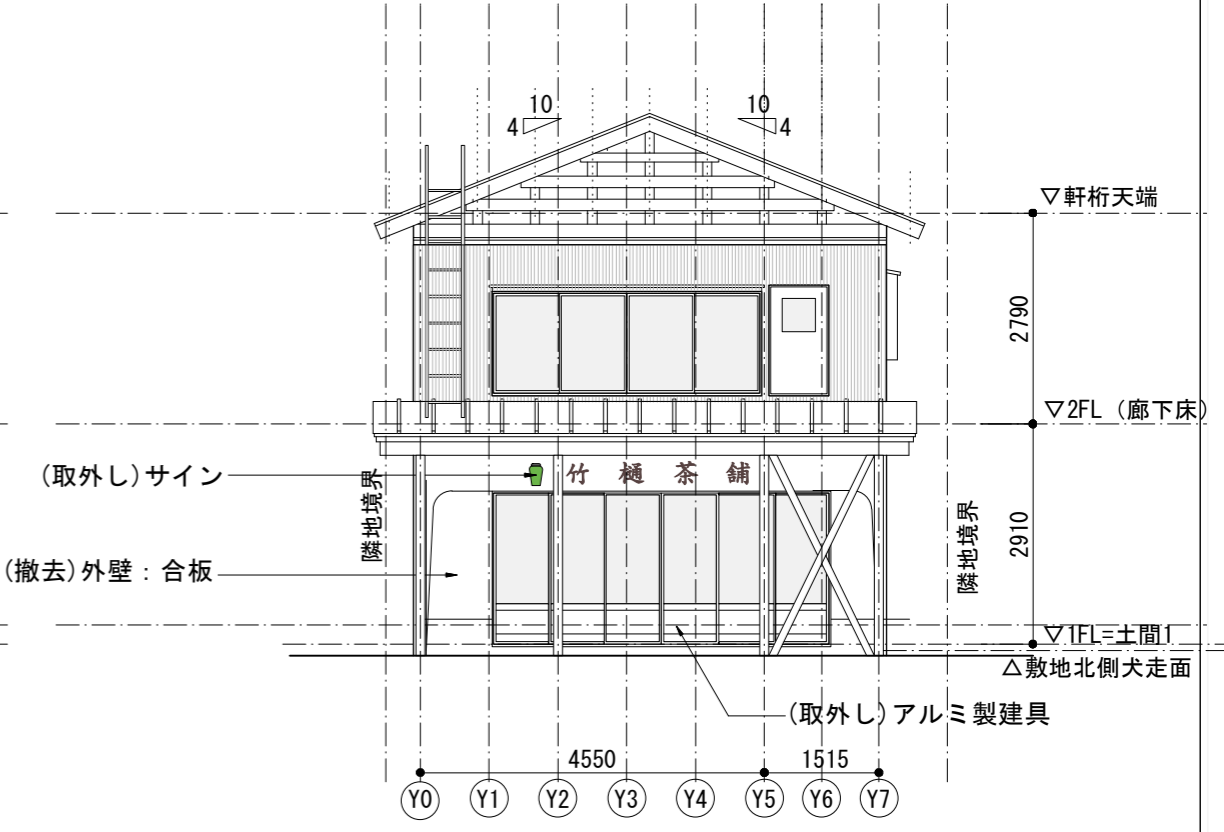 10
4
10
4
▽軒桁天端
2790
▽2FL（廊下床）
(取外し)サイン
竹樋茶舗
隣地境界
隣地境界
2910
(撤去)外壁：合板
▽1FL=土間1
△敷地北側犬走面
(取外し)アルミ製建具
4550
1515
Y0
Y1
Y2
Y3
Y4
Y5
Y6
Y7